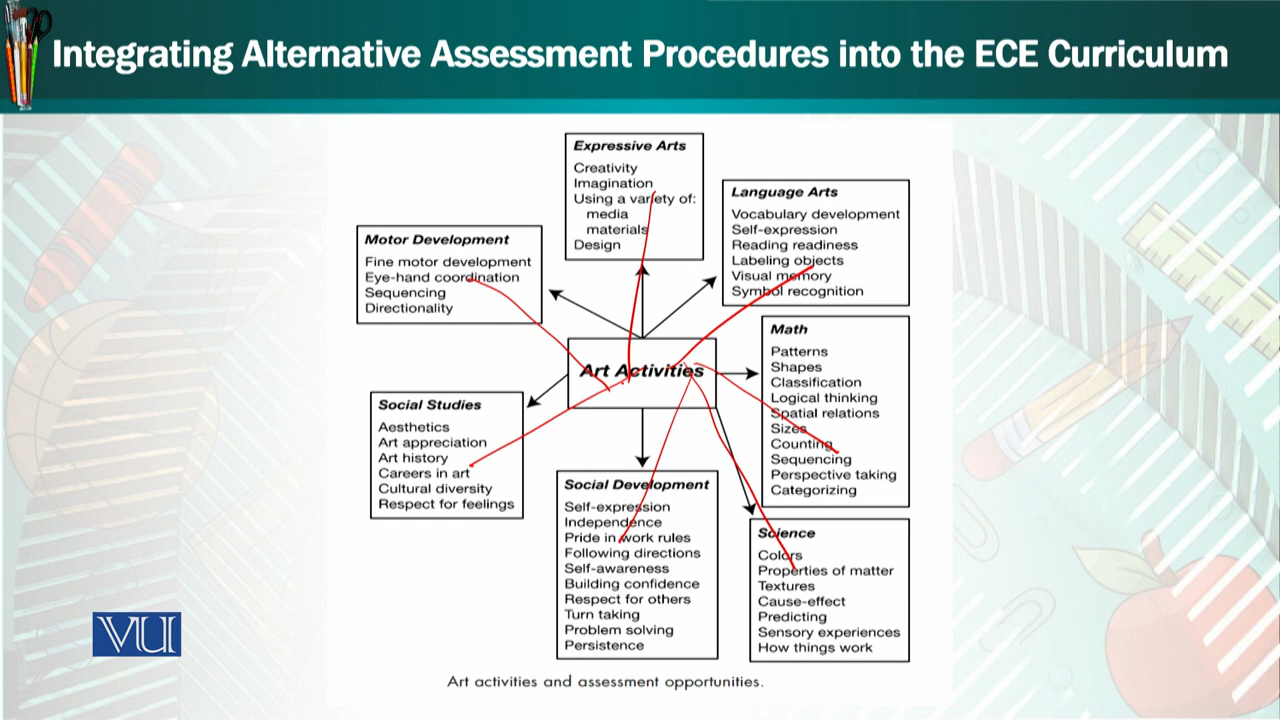 Integrating Alternative Assessment Procedures into the ECE Curriculum
Expressive Arts
Creativity
Imagination
Using a variety of:
media
materials
Design
Language Arts
Vocabulary development
Self-expression
Reading readiness
Labeling objects
Visual memory
Symbol recognition
Motor Development
Fine motor development
Eye-hand coordination
Sequencing
Directionality
Art Activities
Math
Patterns
Shapes
Classification
Logical thinking
Spatial relations
Sizes
Counting
Sequencing
Perspective taking
Categorizing
Social Studies
Aesthetics
Art appreciation
Art history
Careers in art
Cultural diversity
Respect for feelings
Social Development
Self-expression
Independence
Pride in work rules
Following directions
Self-awareness
Building confidence
Respect for others
Turn taking
Problem solving
Persistence
Science
Colors
Properties of matter
Textures
Cause-effect
Predicting
Sensory experiences
How things work
VU
Art activities and assessment opportunities.